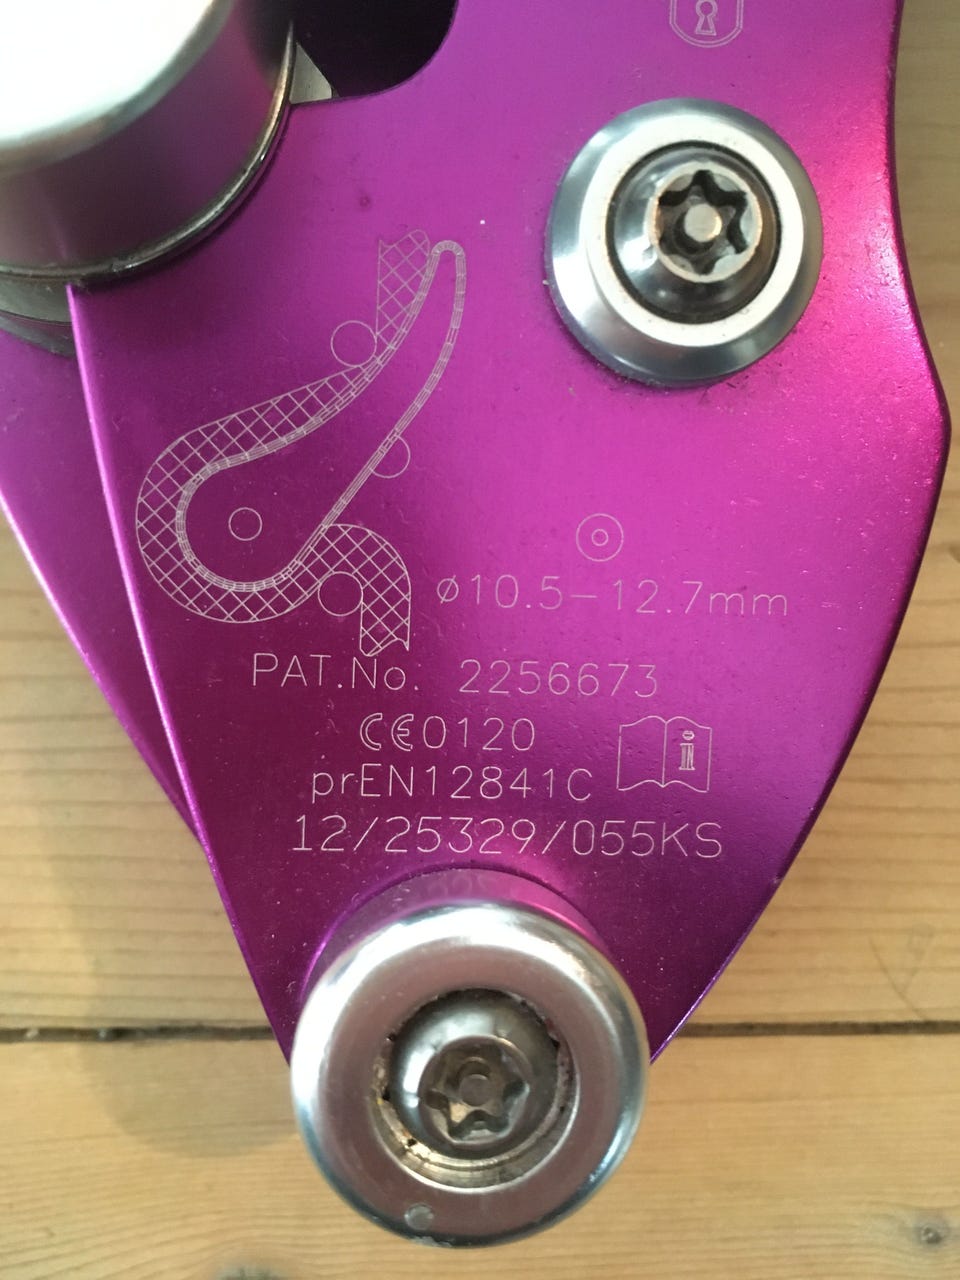 ø10.5-12.7mm
PAT.No. 2256673
CE0120
prEN12841C
i
12/25329/055KS